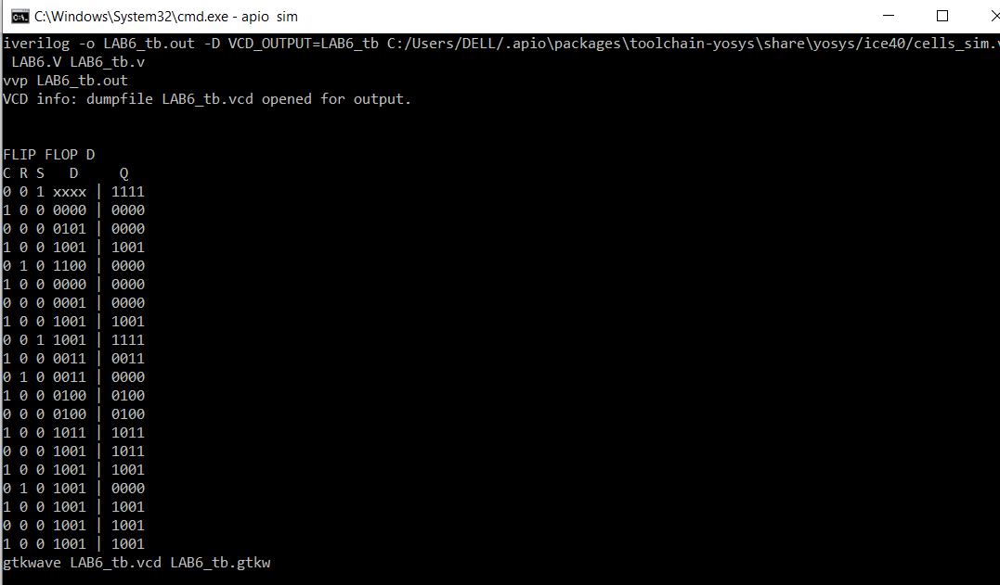 C:\Windows\System32\cmd.exe - apio  sim
iverilog -o LAB6_tb.out -D VCD_OUTPUT=LAB6_tb C:/Users/DELL/.apio\packages\toolchain-yosys\share\yosys/ice40/cells_sim.v
 LAB6.V LAB6_tb.v
vvp LAB6_tb.out
VCD info: dumpfile LAB6_tb.vcd opened for output.
FLIP FLOP D
C R S   D     Q
0 0 1 xxxx | 1111
1 0 0 0000 | 0000
0 0 0 0101 | 0000
1 0 0 1001 | 1001
0 1 0 1100 | 0000
1 0 0 0000 | 0000
0 0 0 0001 | 0000
1 0 0 1001 | 1001
0 0 1 1001 | 1111
1 0 0 0011 | 0011
0 1 0 0011 | 0000
1 0 0 0100 | 0100
0 0 0 0100 | 0100
1 0 0 1011 | 1011
0 0 0 1001 | 1011
1 0 0 1001 | 1001
0 1 0 1001 | 0000
1 0 0 1001 | 1001
0 0 0 1001 | 1001
1 0 0 1001 | 1001
gtkwave LAB6_tb.vcd LAB6_tb.gtkw